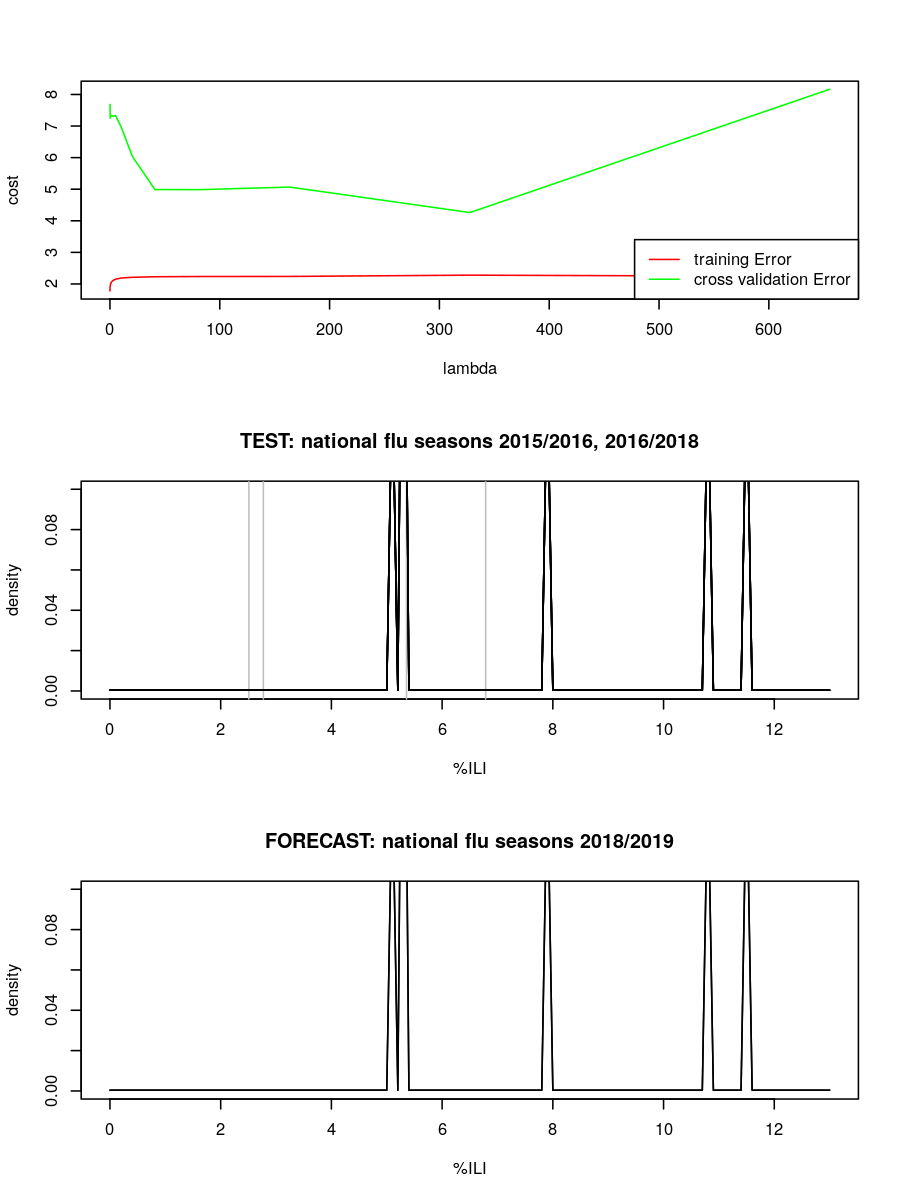 8
7
6
5
4
3
2
cost
training Error
cross validation Error
0 100 200 300 400 500 600
lambda
TEST: national flu seasons 2015/2016, 2016/2018
0.08
0.04
0.00
density
0 2 4 6 8 10 12
%ILI
FORECAST: national flu seasons 2018/2019
0.08
0.04
0.00
density
0 2 4 6 8 10 12
%ILI